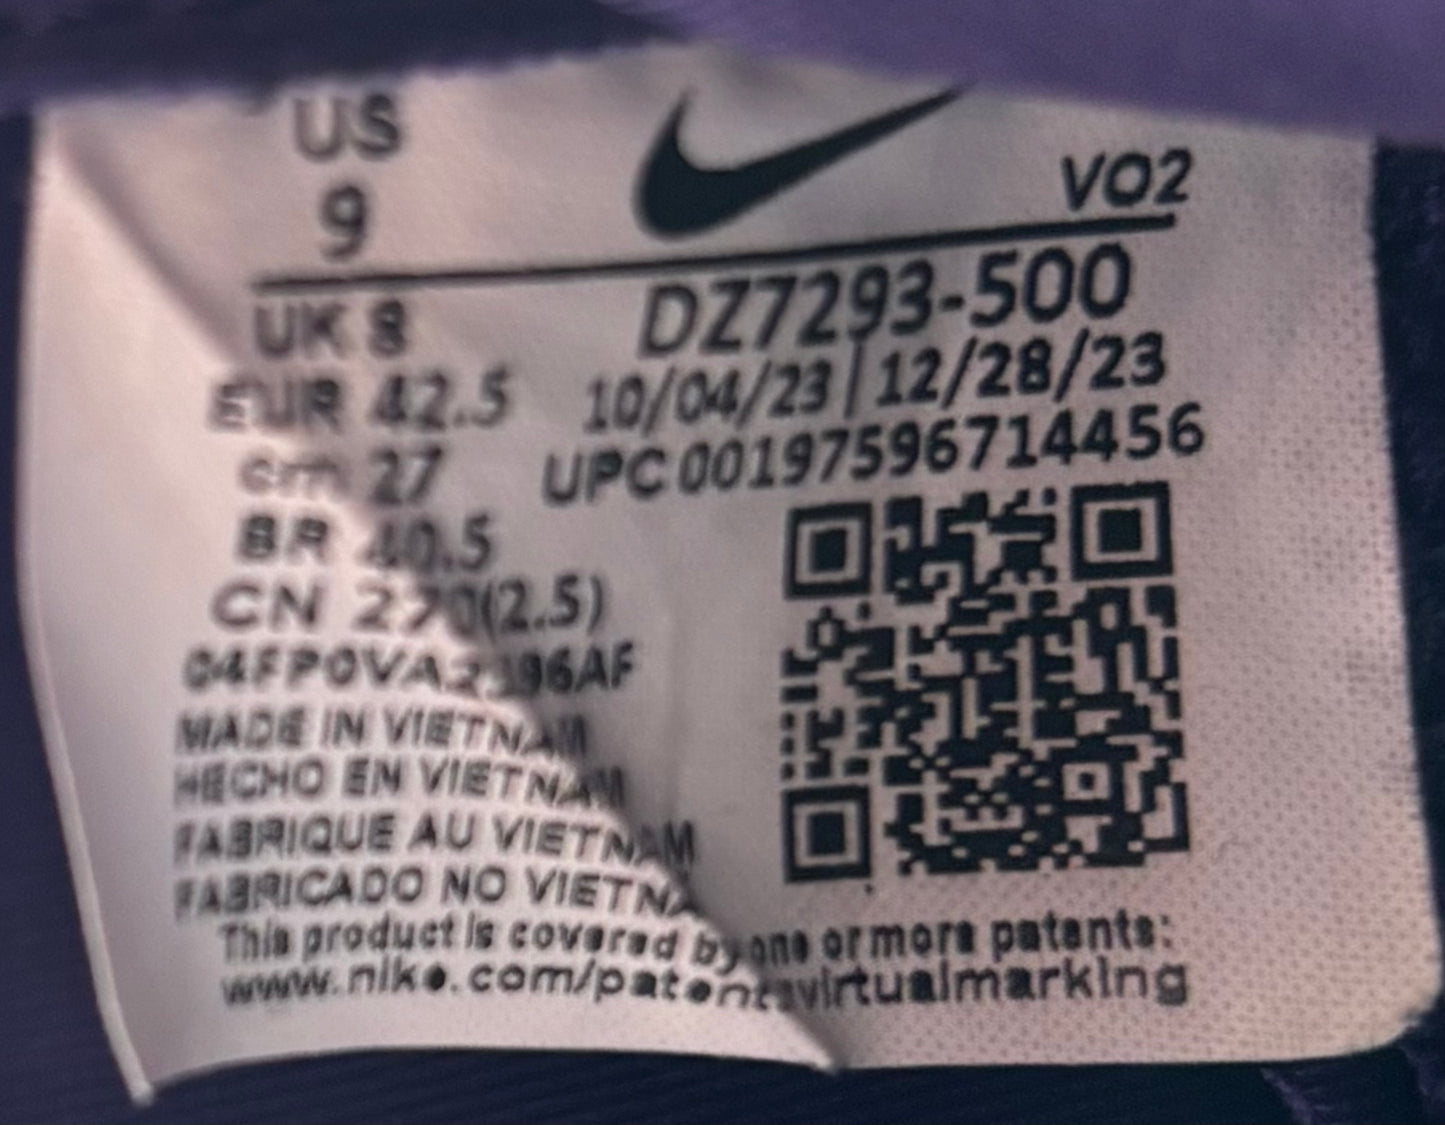 US
9
VO2
UK 8
EUR 42.5
cm 27
BR 40.5
CN 270(2.5)
DZ7293-500
10/04/23 | 12/28/23
UPC 00197596714456
MADE IN VIETNAM
HECHO EN VIETNAM
FABRIQUE AU VIETNAM
FABRICADO NO
This product is covered by one or more patents:
www.nike.com/patentsvirtualmarking